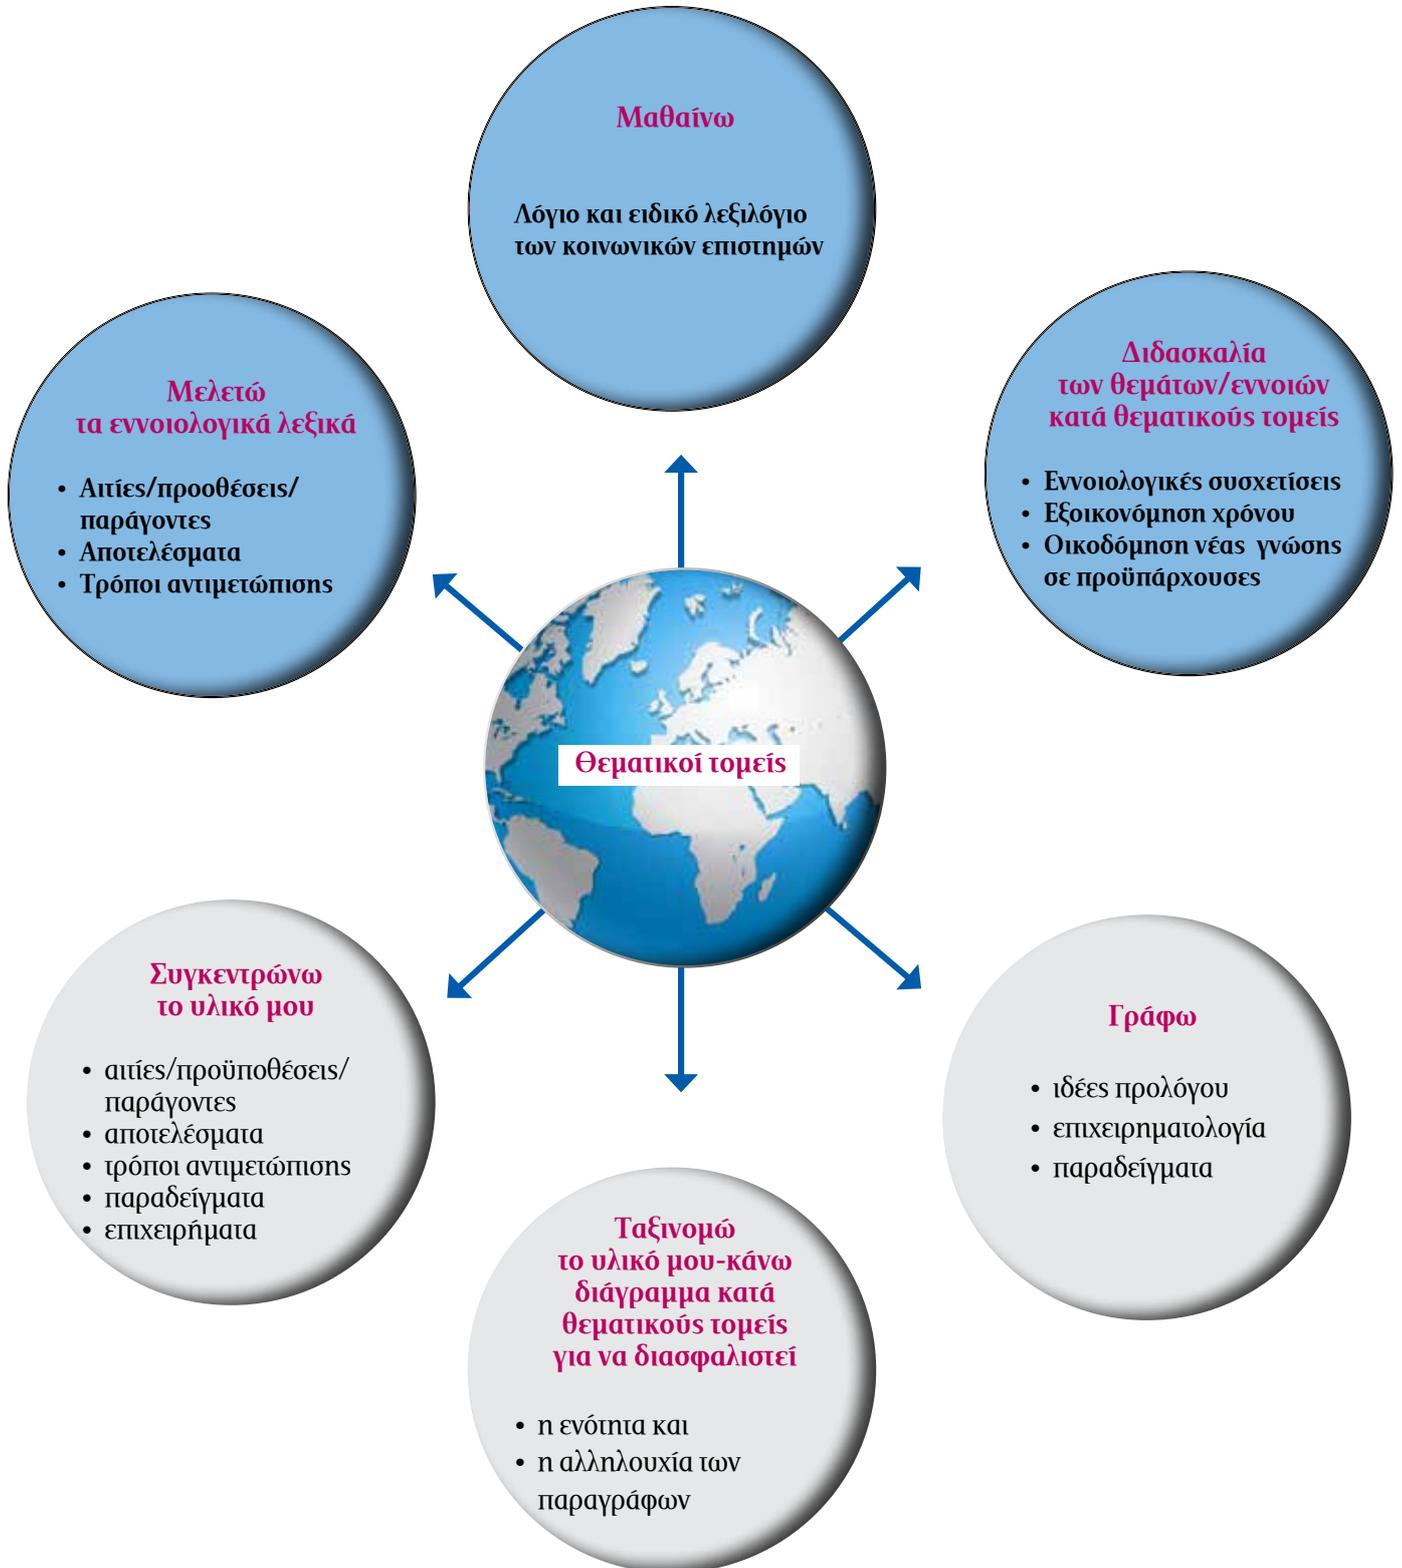 Μαθαίνω
Λόγιο και ειδικό λεξιλόγιο
των κοινωνικών επιστημών
Μελετώ
τα εννοιολογικά λεξικά
• Αιτίες/προοθέσεις/
παράγοντες
• Αποτελέσματα
• Τρόποι αντιμετώπισης
Διδασκαλία
των θεμάτων/εννοιών
κατά θεματικούς τομείς
• Εννοιολογικές συσχετίσεις
• Εξοικονόμηση χρόνου
• Οικοδόμηση νέας γνώσης
σε προϋπάρχουσες
Θεματικοί τομείς
Συγκεντρώνω
το υλικό μου
• αιτίες/προϋποθέσεις/
παράγοντες
• αποτελέσματα
• τρόποι αντιμετώπισης
• παραδείγματα
• επιχειρήματα
Γράφω
• ιδέες προλόγου
• επιχειρηματολογία
• παραδείγματα
Ταξινομώ
το υλικό μου-κάνω
διάγραμμα κατά
θεματικούς τομείς
για να διασφαλιστεί
• η ενότητα και
• η αλληλουχία των
παραγράφων